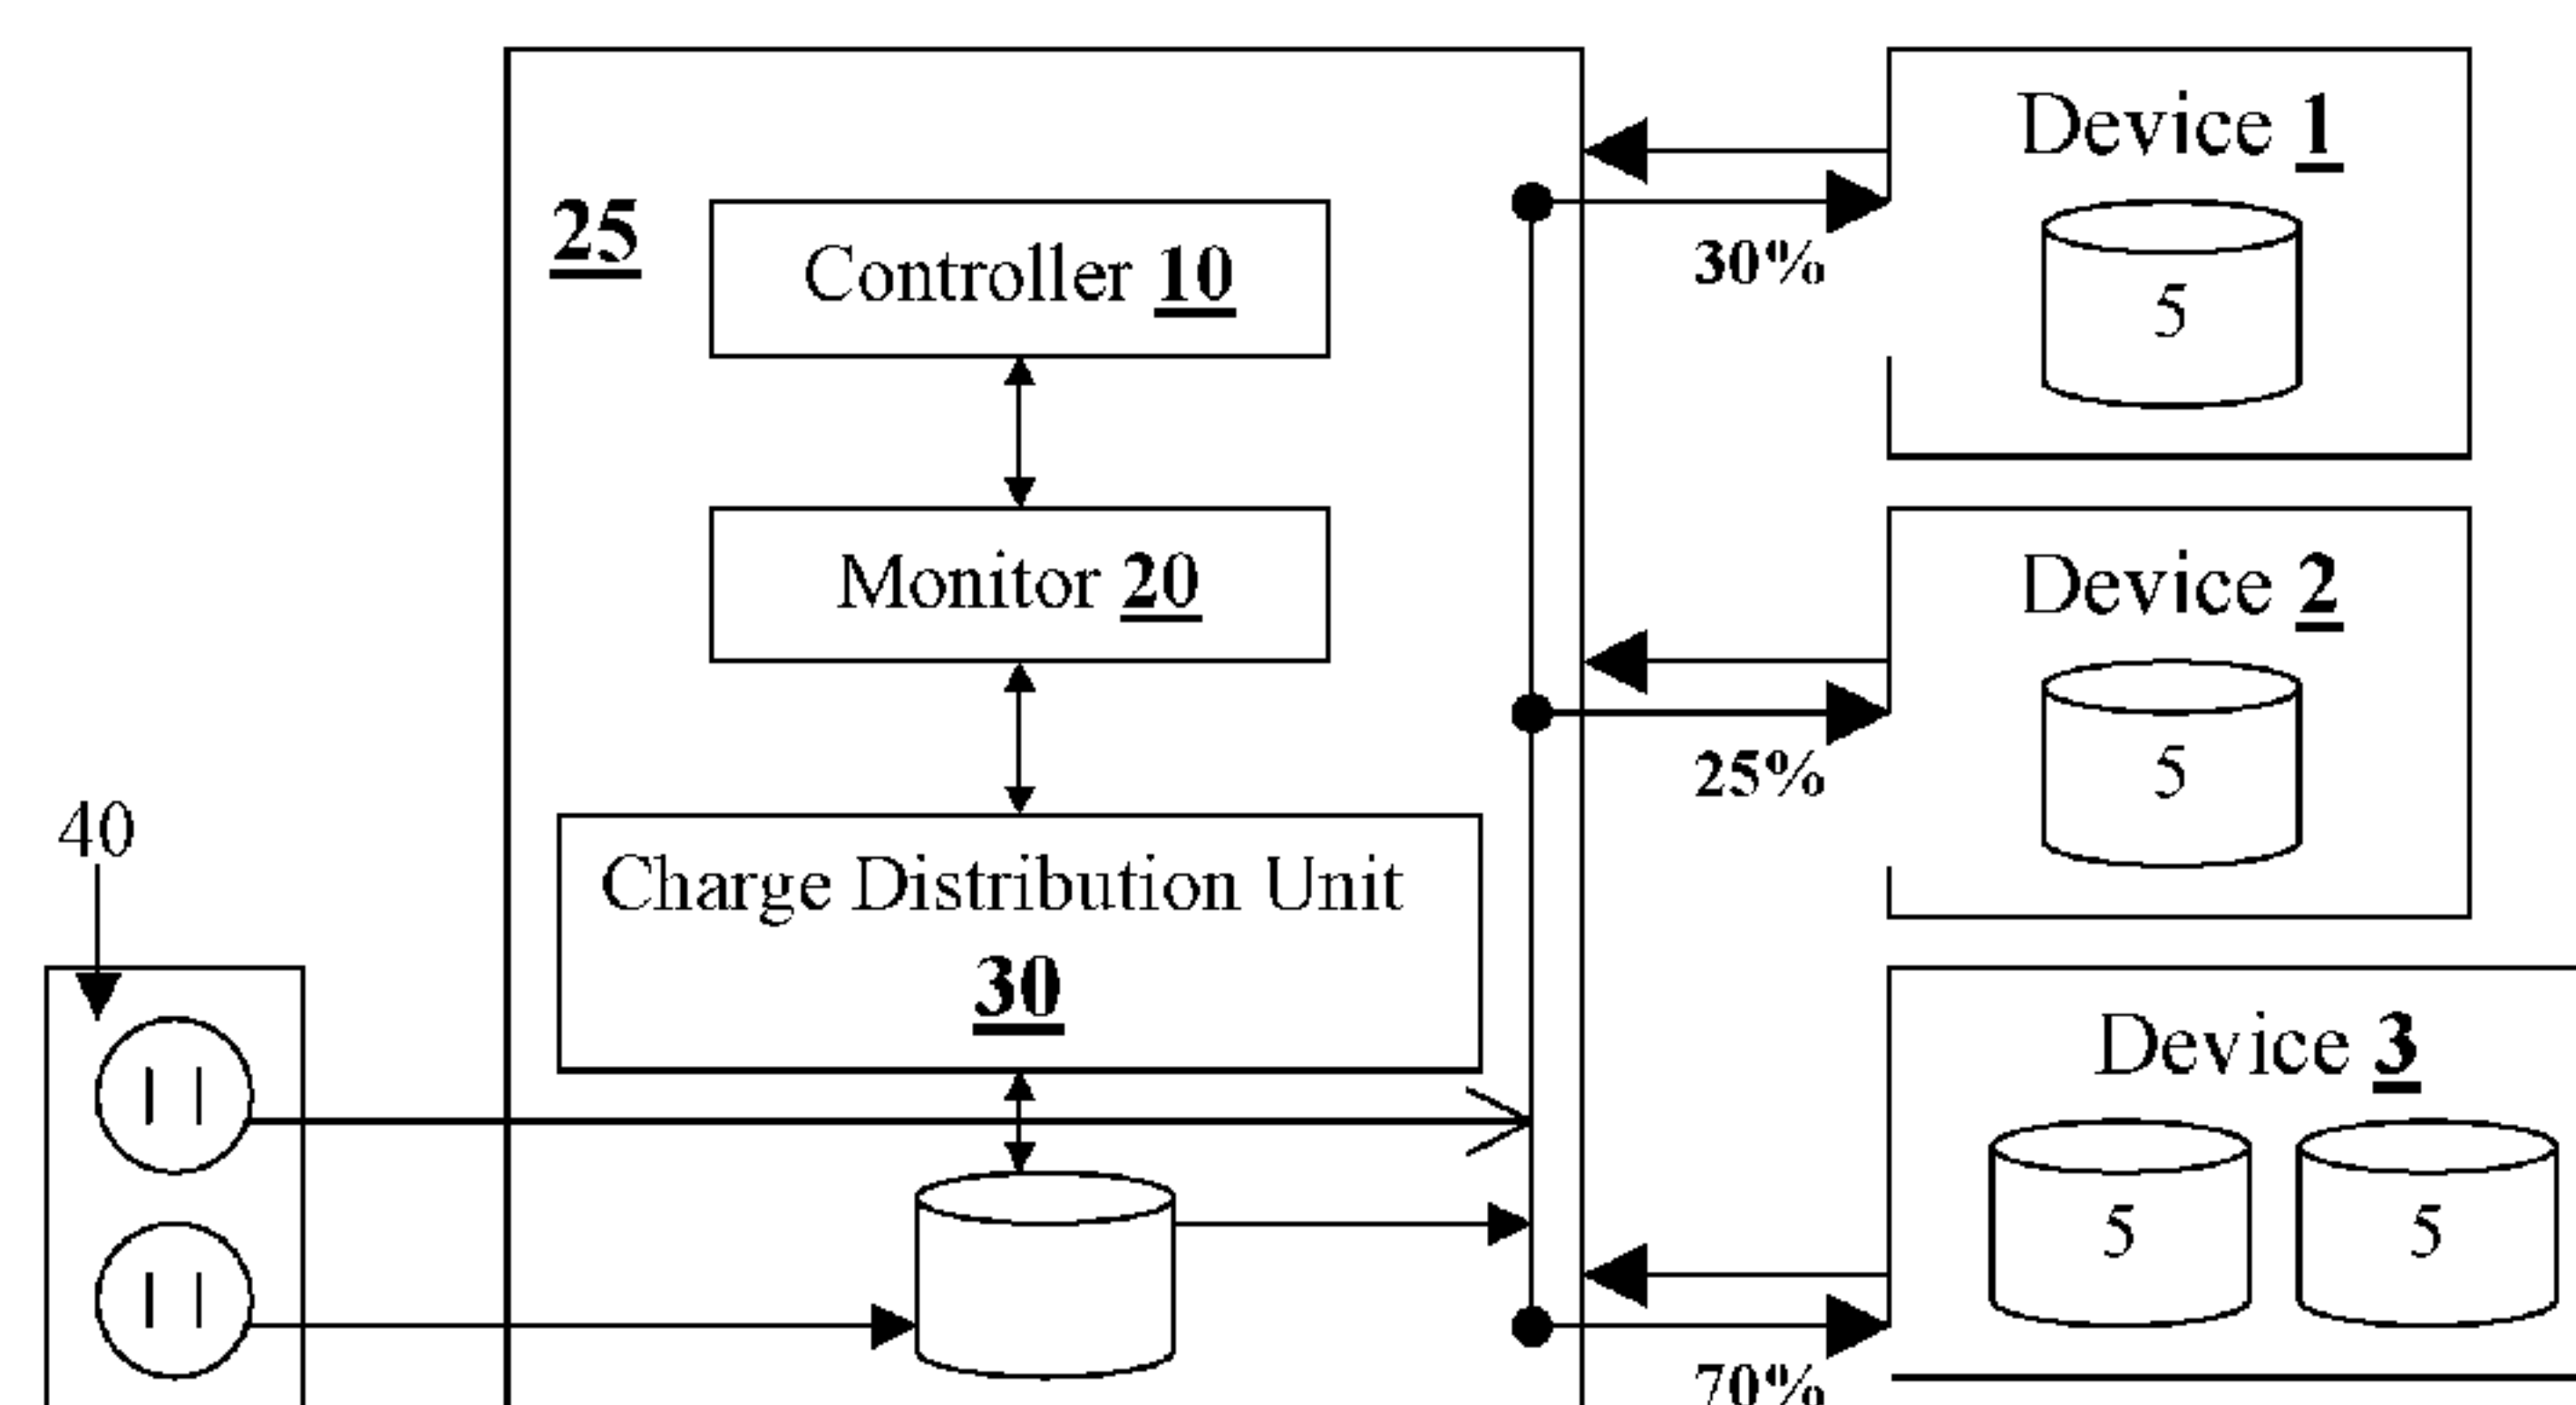 25
Controller 10
Monitor 20
Charge Distribution Unit
30
40
30%
25%
70%
Device 1
5
Device 2
5
Device 3
5 5